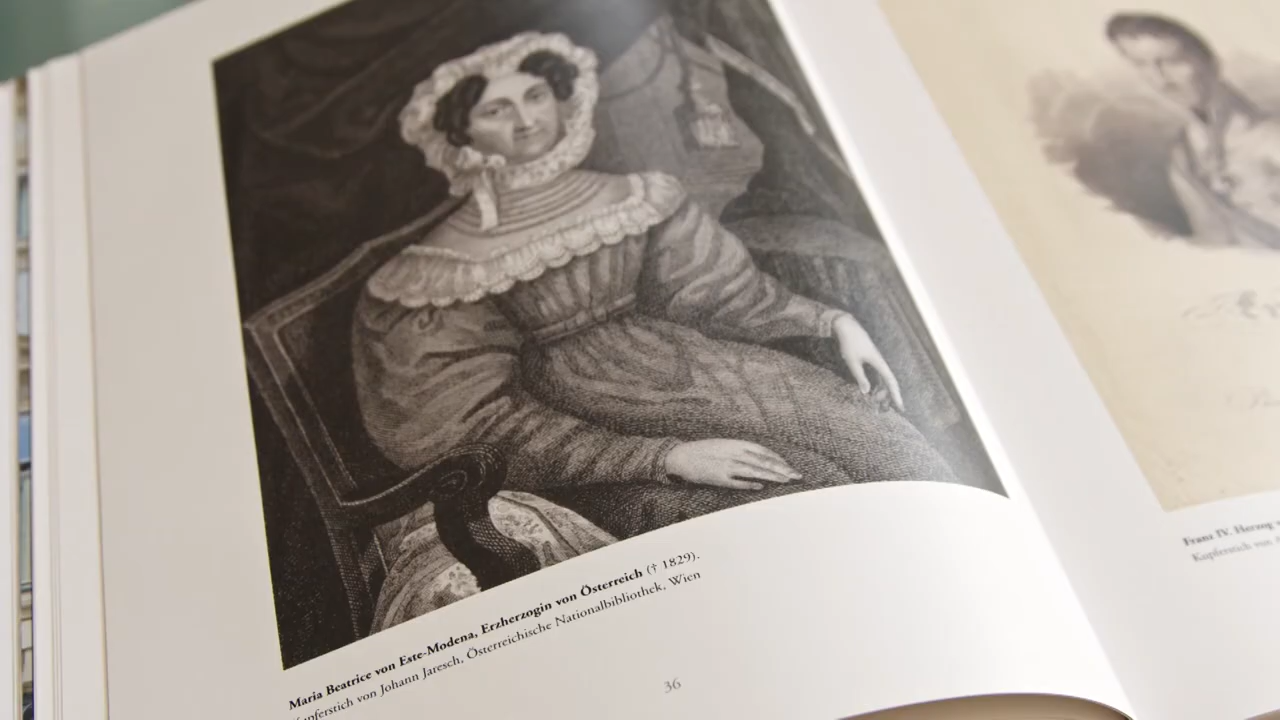 Maria Beatrice von Este-Modena, Erzherzogin von Österreich († 1829).
Kupferstich von Johann Jaresch, Österreichische Nationalbibliothek, Wien
36
Franz IV. Herzog
Kupferstich von